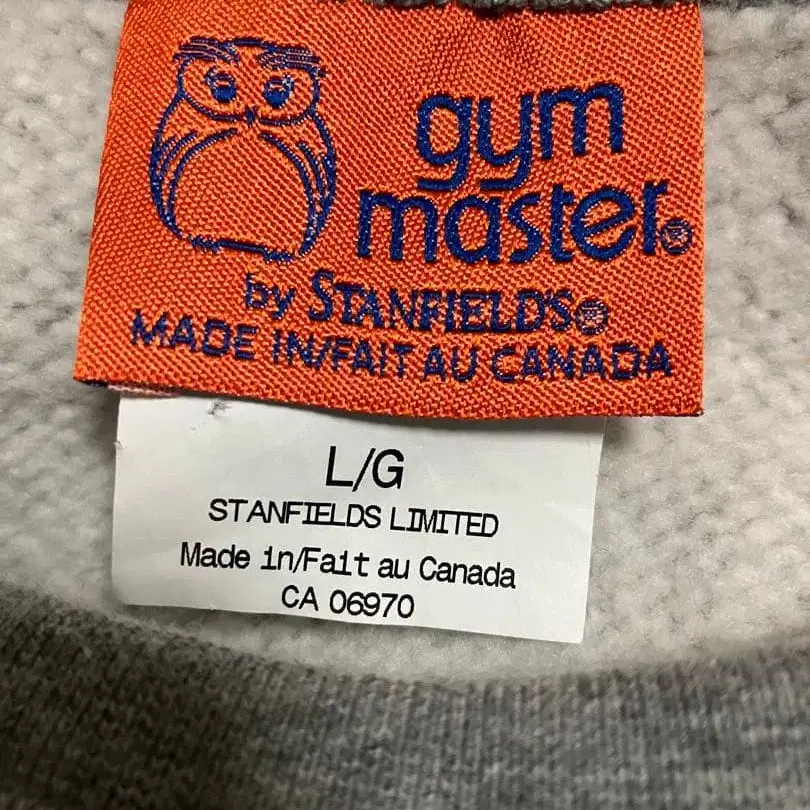 gym
master®
by STANFIELD'S®
MADE IN/FAIT AU CANADA
L/G
STANFIELDS LIMITED
Made in/Fait au Canada
CA 06970